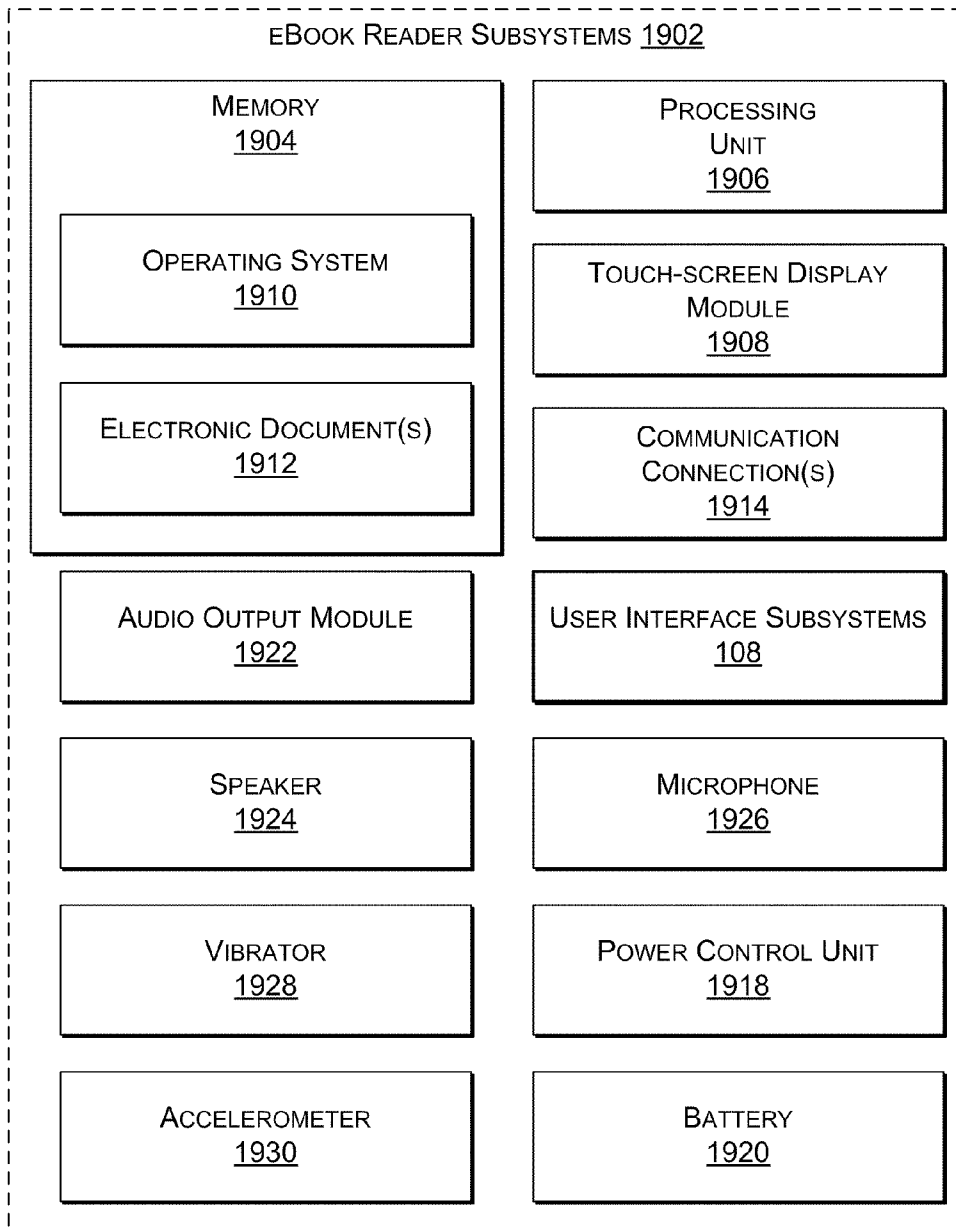 eBook Reader Subsystems 1902
Memory
1904
Operating System
1910
Electronic Document(s)
1912
Processing
Unit
1906
Touch-screen Display
Module
1908
Communication
Connection(s)
1914
Audio Output Module
1922
User Interface Subsystems
108
Speaker
1924
Microphone
1926
Vibrator
1928
Power Control Unit
1918
Accelerometer
1930
Battery
1920